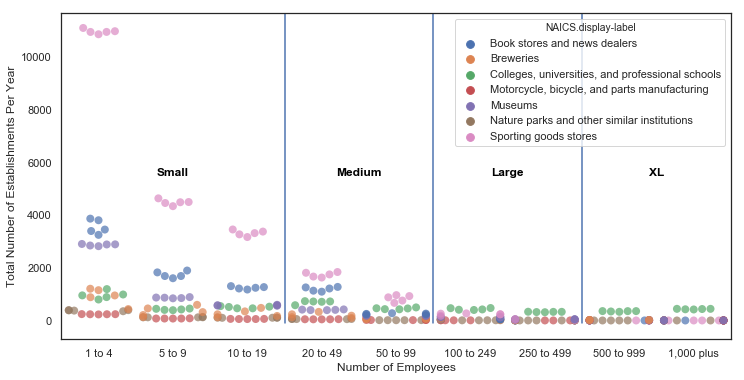 NAICS.display-label
Book stores and news dealers
Breweries
Colleges, universities, and professional schools
Motorcycle, bicycle, and parts manufacturing
Museums
Nature parks and other similar institutions
Sporting goods stores
Small Medium Large XL
Total Number of Establishments Per Year
10000
8000
6000
4000
2000
0
1 to 4 5 to 9 10 to 19 20 to 49 50 to 99 100 to 249 250 to 499 500 to 999 1,000 plus
Number of Employees